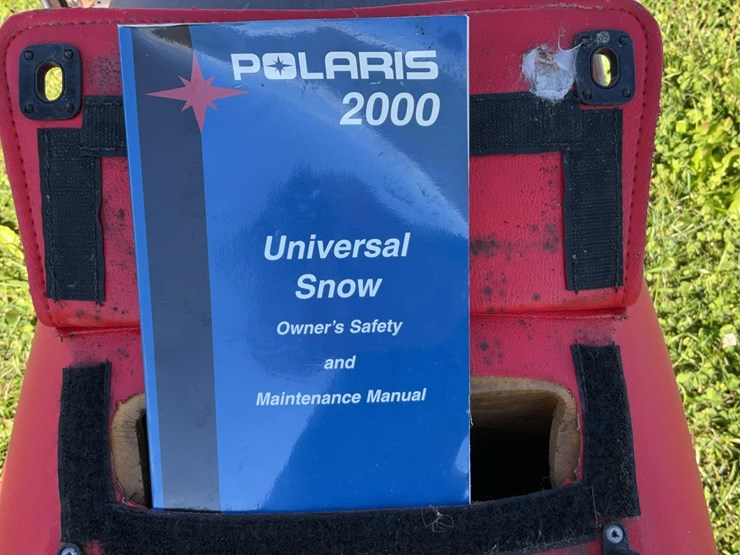 POLARIS
2000
Universal
Snow
Owner's Safety
and
Maintenance Manual